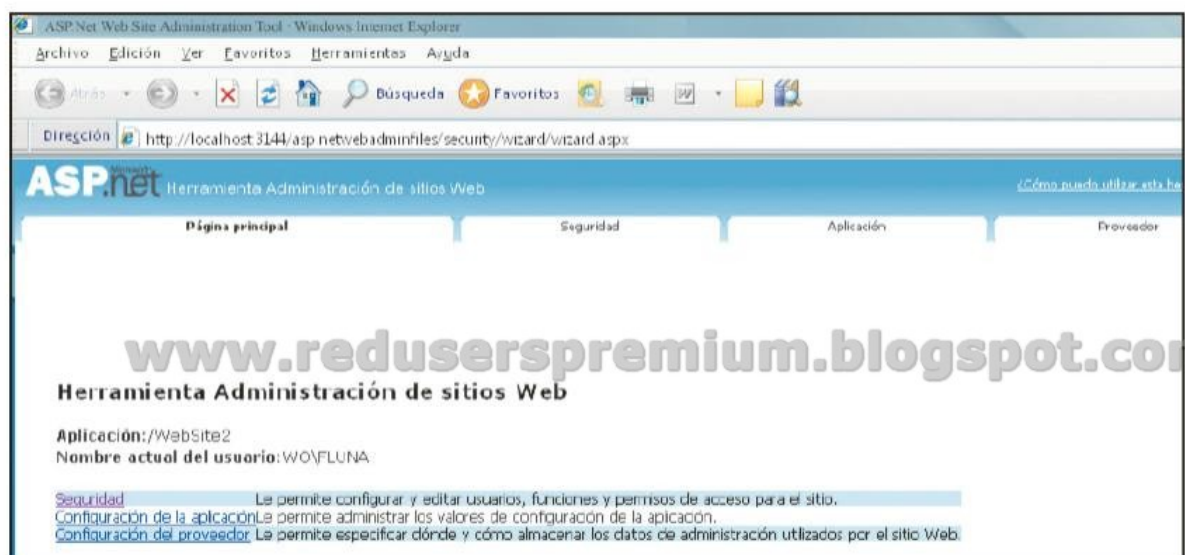 ASP.Net Web Site Administration Tool - Windows Internet Explorer
Archivo Edición Ver Favoritos Herramientas Ayuda
Atrás Búsqueda Favoritos
Dirección http://localhost:3144/asp.netwebadminfiles/security/wizard/wizard.aspx
Microsoft
ASP.net Herramienta Administración de sitios Web ¿Cómo puedo utilizar esta he
Página principal Seguridad Aplicación Proveedor
www.reduserspremium.blogspot.co
Herramienta Administración de sitios Web
Aplicación:/WebSite2
Nombre actual del usuario:WO\FLUNA
Seguridad Le permite configurar y editar usuarios, funciones y permisos de acceso para el sitio.
Configuración de la aplicación Le permite administrar los valores de configuración de la aplicación.
Configuración del proveedor Le permite especificar dónde y cómo almacenar los datos de administración utilizados por el sitio Web.